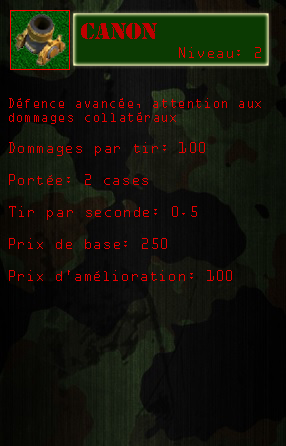 CANON
Niveau: 2
Défence avancée, attention aux
dommages collatéraux
Dommages par tir: 100
Portée: 2 cases
Tir par seconde: 0.5
Prix de base: 250
Prix d'amélioration: 100